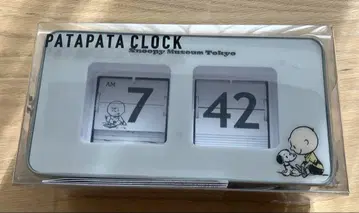 PATAPATA CLOCK
Snoopy Museum Tokyo
AM
7 42